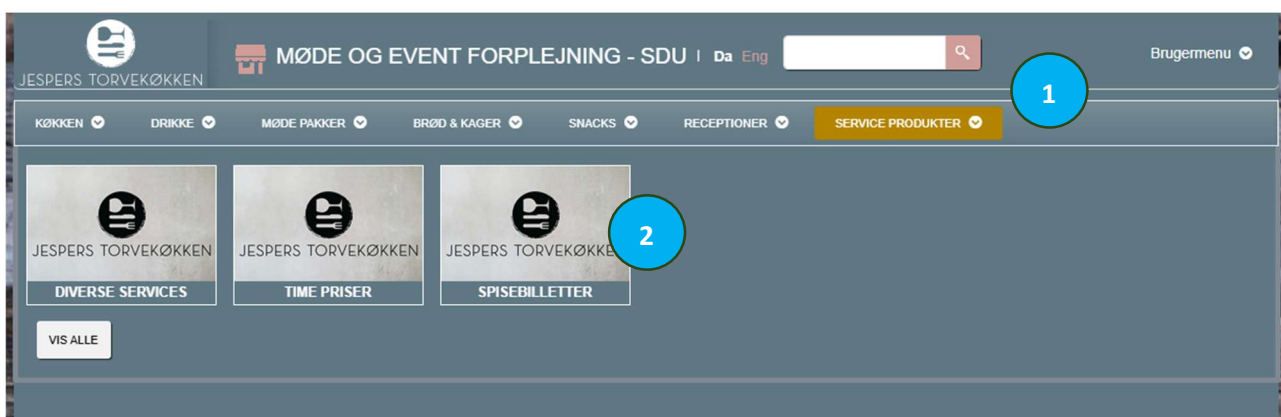 JESPERS TORVEKØKKEN
MØDE OG EVENT FORPLEJNING - SDU | Da Eng
Brugermenu
1
KØKKEN DRIKKE MØDE PAKKER BRØD & KAGER SNACKS RECEPTIONER SERVICE PRODUKTER
JESPERS TORVEKØKKEN
DIVERSE SERVICES
JESPERS TORVEKØKKEN
TIME PRISER
JESPERS TORVEKØKKE
SPISEBILLETTER
2
VIS ALLE